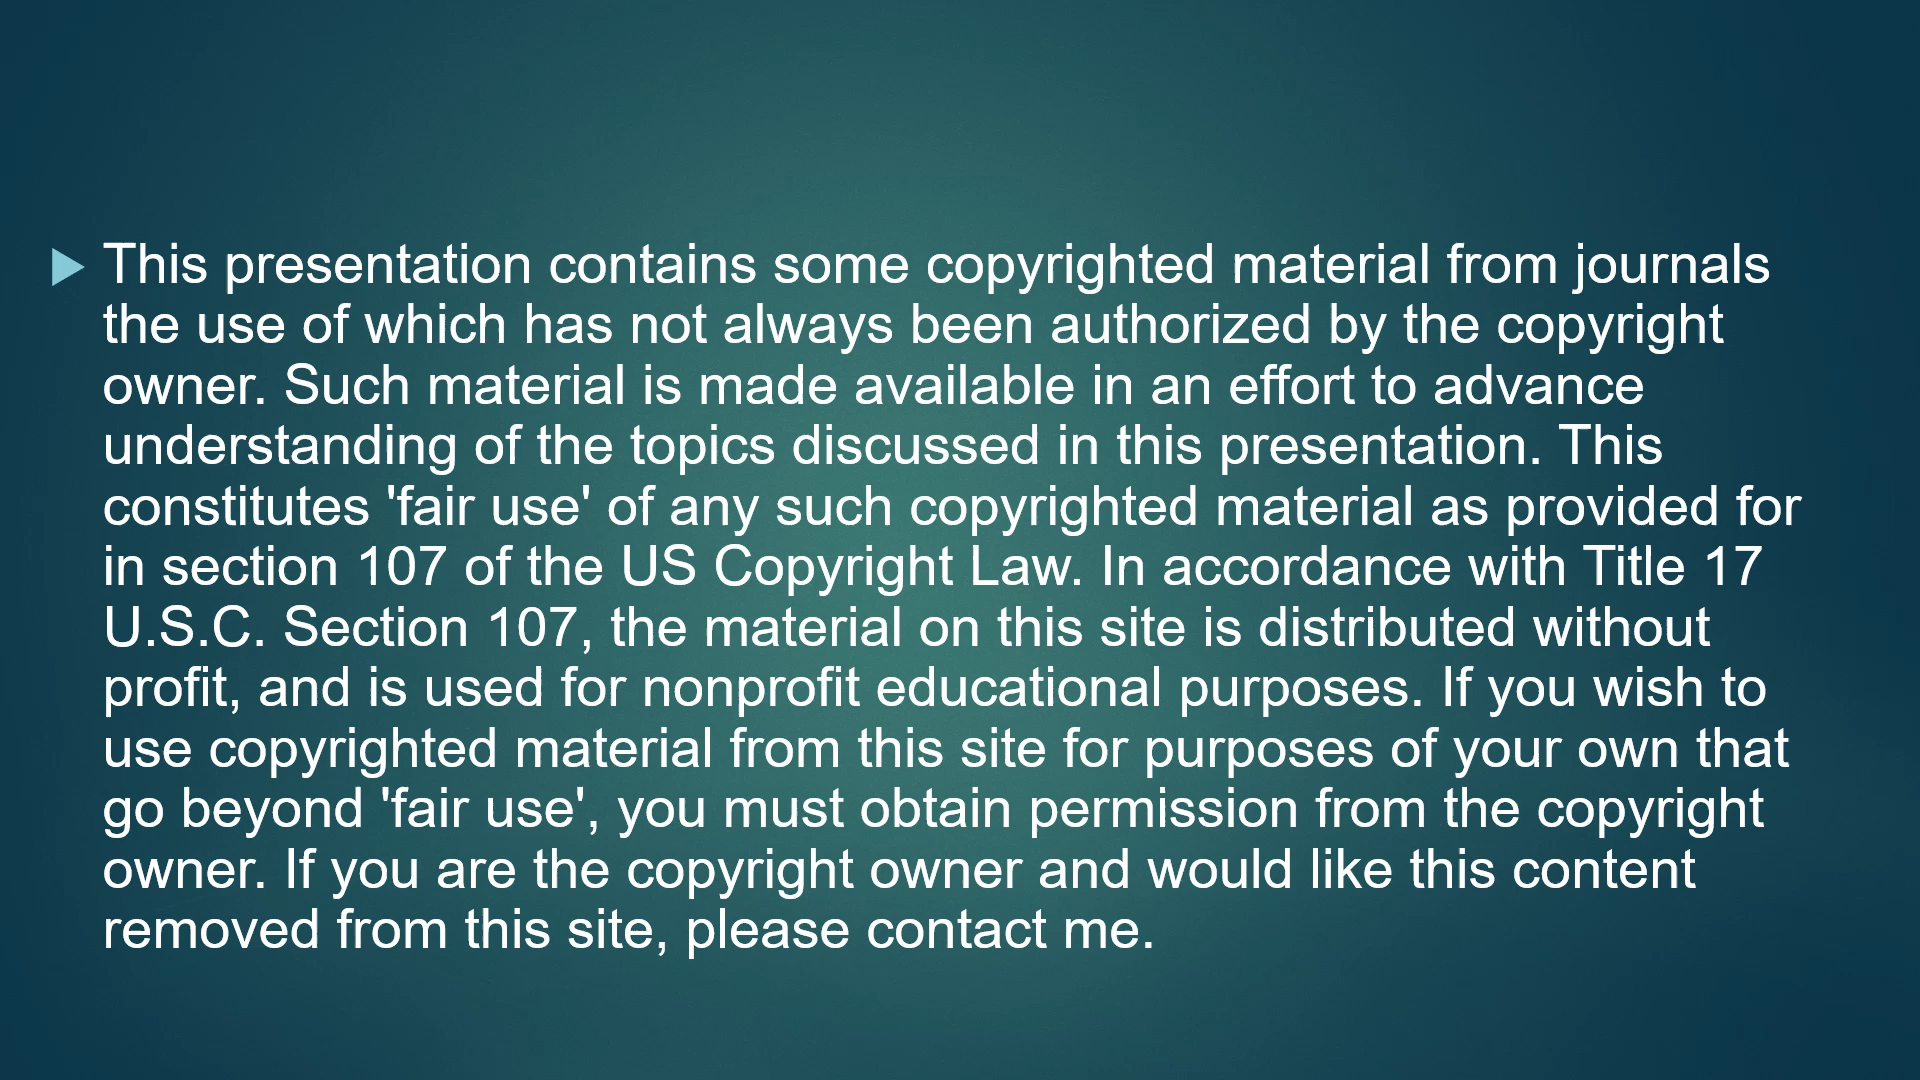 This presentation contains some copyrighted material from journals
the use of which has not always been authorized by the copyright
owner. Such material is made available in an effort to advance
understanding of the topics discussed in this presentation. This
constitutes 'fair use' of any such copyrighted material as provided for
in section 107 of the US Copyright Law. In accordance with Title 17
U.S.C. Section 107, the material on this site is distributed without
profit, and is used for nonprofit educational purposes. If you wish to
use copyrighted material from this site for purposes of your own that
go beyond 'fair use', you must obtain permission from the copyright
owner. If you are the copyright owner and would like this content
removed from this site, please contact me.